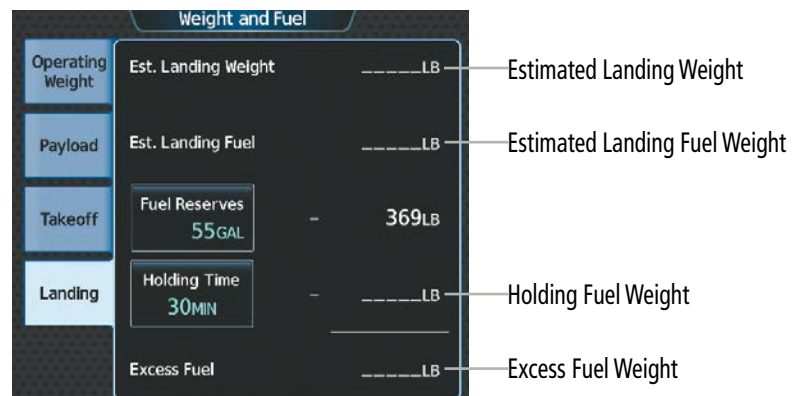 Weight and Fuel
Operating
Weight
Est. Landing Weight _____LB
Estimated Landing Weight
Payload
Est. Landing Fuel _____LB
Estimated Landing Fuel Weight
Takeoff
Fuel Reserves
55GAL
– 369LB
Landing
Holding Time
30MIN
– _____LB
Holding Fuel Weight
Excess Fuel _____LB
Excess Fuel Weight